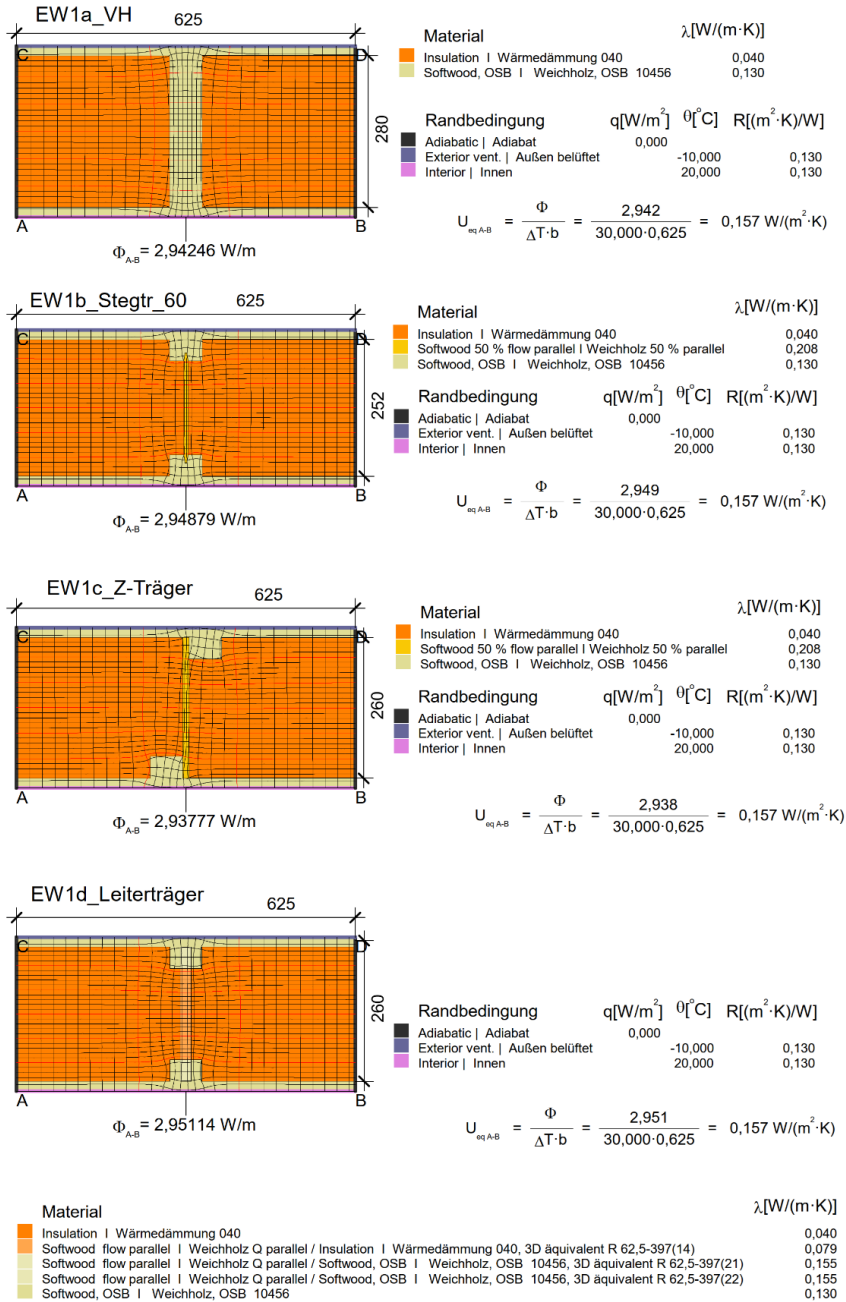 EW1a_VH
625
C D
280
A B
Φ A-B = 2,94246 W/m
Material λ[W/(m·K)]
Insulation I Wärmedämmung 040 0,040
Softwood, OSB I Weichholz, OSB 10456 0,130
Randbedingung q[W/m²] θ[°C] R[(m²·K)/W]
Adiabatic | Adiabat 0,000
Exterior vent. | Außen belüftet -10,000 0,130
Interior | Innen 20,000 0,130
U eq A-B = Φ / ΔT·b = 2,942 / 30,000·0,625 = 0,157 W/(m²·K)
EW1b_Stegtr_60 625
C D
252
A B
Φ A-B = 2,94879 W/m
Material λ[W/(m·K)]
Insulation I Wärmedämmung 040 0,040
Softwood 50 % flow parallel I Weichholz 50 % parallel 0,208
Softwood, OSB I Weichholz, OSB 10456 0,130
Randbedingung q[W/m²] θ[°C] R[(m²·K)/W]
Adiabatic | Adiabat 0,000
Exterior vent. | Außen belüftet -10,000 0,130
Interior | Innen 20,000 0,130
U eq A-B = Φ / ΔT·b = 2,949 / 30,000·0,625 = 0,157 W/(m²·K)
EW1c_Z-Träger
625
C D
260
A B
Φ A-B = 2,93777 W/m
Material λ[W/(m·K)]
Insulation I Wärmedämmung 040 0,040
Softwood 50 % flow parallel I Weichholz 50 % parallel 0,208
Softwood, OSB I Weichholz, OSB 10456 0,130
Randbedingung q[W/m²] θ[°C] R[(m²·K)/W]
Adiabatic | Adiabat 0,000
Exterior vent. | Außen belüftet -10,000 0,130
Interior | Innen 20,000 0,130
U eq A-B = Φ / ΔT·b = 2,938 / 30,000·0,625 = 0,157 W/(m²·K)
EW1d_Leiterträger
625
C D
260
A B
Φ A-B = 2,95114 W/m
Randbedingung q[W/m²] θ[°C] R[(m²·K)/W]
Adiabatic | Adiabat 0,000
Exterior vent. | Außen belüftet -10,000 0,130
Interior | Innen 20,000 0,130
U eq A-B = Φ / ΔT·b = 2,951 / 30,000·0,625 = 0,157 W/(m²·K)
Material λ[W/(m·K)]
Insulation I Wärmedämmung 040 0,040
Softwood flow parallel I Weichholz Q parallel / Insulation I Wärmedämmung 040, 3D äquivalent R 62,5-397(14) 0,079
Softwood flow parallel I Weichholz Q parallel / Softwood, OSB I Weichholz, OSB 10456, 3D äquivalent R 62,5-397(21) 0,155
Softwood flow parallel I Weichholz Q parallel / Softwood, OSB I Weichholz, OSB 10456, 3D äquivalent R 62,5-397(22) 0,155
Softwood, OSB I Weichholz, OSB 10456 0,130